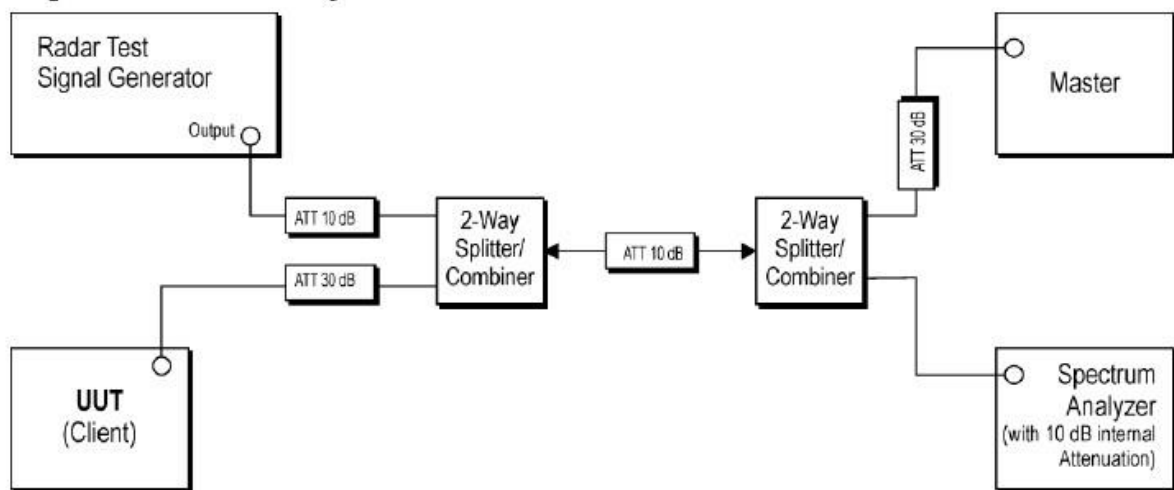 Radar Test
Signal Generator
Output
ATT 10 dB
ATT 30 dB
UUT
(Client)
2-Way
Splitter/
Combiner
ATT 10 dB
2-Way
Splitter/
Combiner
ATT 30 dB
Master
Spectrum
Analyzer
(with 10 dB internal
Attenuation)